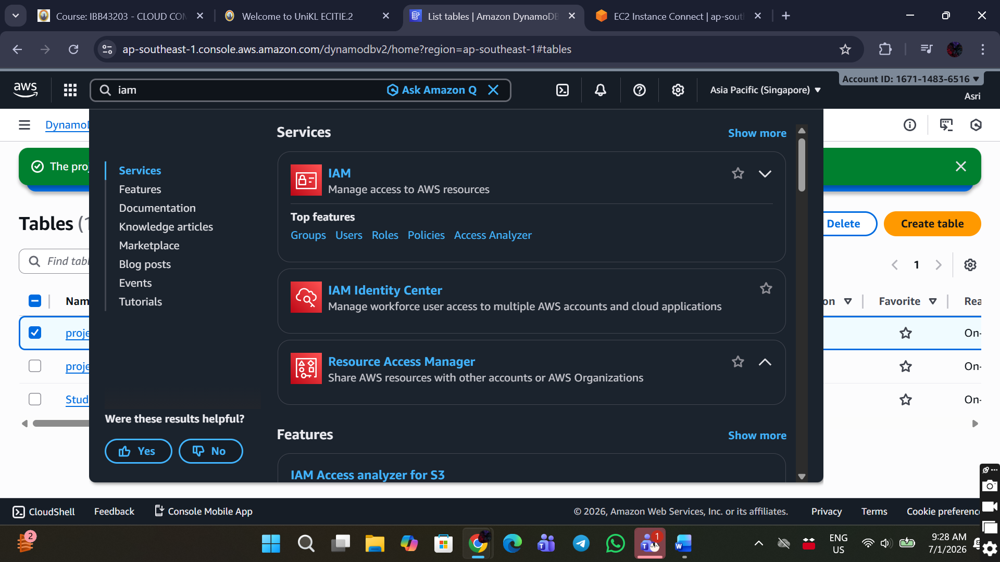 Course: IBB43203 - CLOUD CON
Welcome to UniKL ECITIE.2
List tables | Amazon DynamoDB
EC2 Instance Connect | ap-sout
ap-southeast-1.console.aws.amazon.com/dynamodbv2/home?region=ap-southeast-1#tables
aws
iam
Ask Amazon Q
Asia Pacific (Singapore)
Account ID: 1671-1483-6516
Asri
DynamoD
Services
Show more
The proj
Services
Features
Documentation
Knowledge articles
Marketplace
Blog posts
Events
Tutorials
IAM
Manage access to AWS resources
Top features
Groups Users Roles Policies Access Analyzer
IAM Identity Center
Manage workforce user access to multiple AWS accounts and cloud applications
Resource Access Manager
Share AWS resources with other accounts or AWS Organizations
Were these results helpful?
Yes
No
Features
Show more
IAM Access analyzer for S3
Tables (1
Delete
Create table
Find tabl
1
Nam
on
Favorite
Rea
proje
On-
proje
On-
Stud
On-
CloudShell
Feedback
Console Mobile App
© 2026, Amazon Web Services, Inc. or its affiliates.
Privacy
Terms
Cookie preference
2
1
ENG
US
9:28 AM
7/1/2026